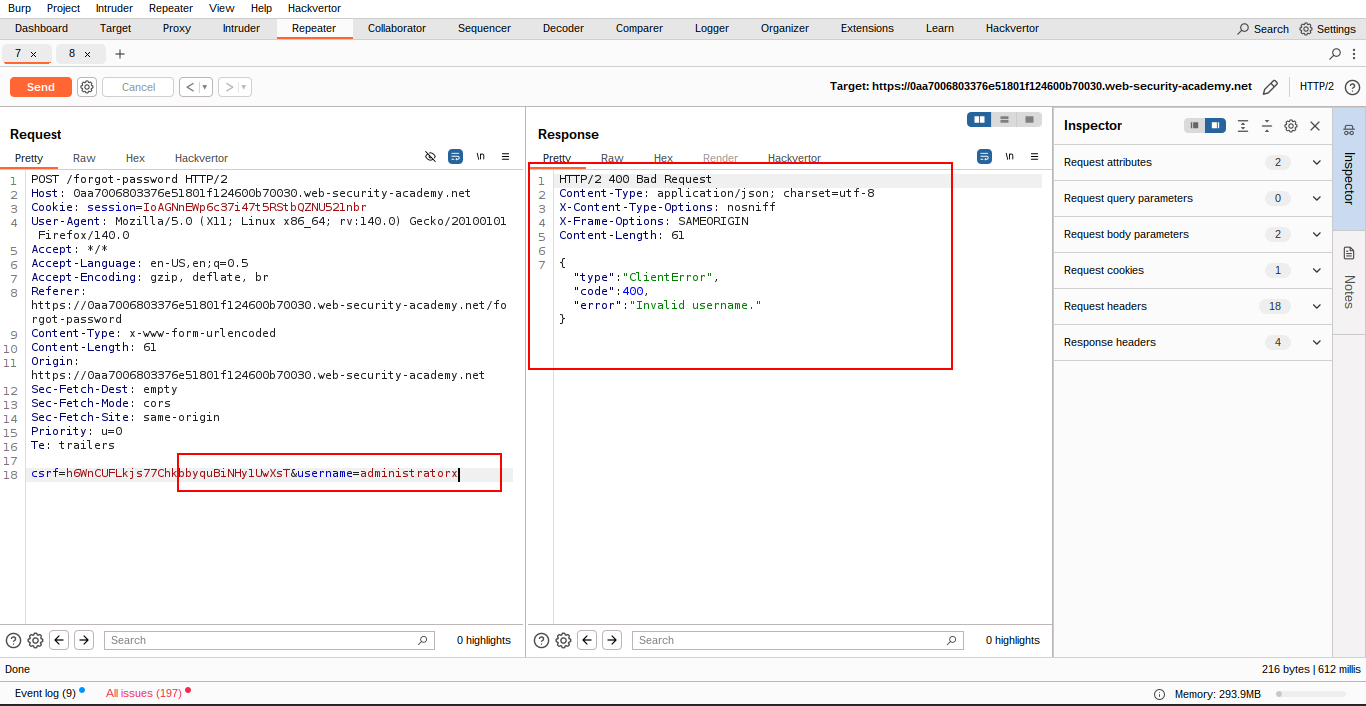 Burp Project Intruder Repeater View Help Hackvertor
Dashboard Target Proxy Intruder Repeater Collaborator Sequencer Decoder Comparer Logger Organizer Extensions Learn Hackvertor Search Settings
7 × 8 × +
Send Cancel < > Target: https://0aa7006803376e51801f124600b70030.web-security-academy.net HTTP/2
Request
Pretty Raw Hex Hackvertor \n
1 POST /forgot-password HTTP/2
2 Host: 0aa7006803376e51801f124600b70030.web-security-academy.net
3 Cookie: session=IoAGNnEWp6c37i47t5RStbQZNU521nbr
4 User-Agent: Mozilla/5.0 (X11; Linux x86_64; rv:140.0) Gecko/20100101
Firefox/140.0
5 Accept: */*
6 Accept-Language: en-US,en;q=0.5
7 Accept-Encoding: gzip, deflate, br
8 Referer:
https://0aa7006803376e51801f124600b70030.web-security-academy.net/fo
rgot-password
9 Content-Type: x-www-form-urlencoded
10 Content-Length: 61
11 Origin:
https://0aa7006803376e51801f124600b70030.web-security-academy.net
12 Sec-Fetch-Dest: empty
13 Sec-Fetch-Mode: cors
14 Sec-Fetch-Site: same-origin
15 Priority: u=0
16 Te: trailers
17
18 csrf=h6WnCUFLkjs77ChkbbyquBiNHy1UwXsT&username=administratorx
Search 0 highlights
Response
Pretty Raw Hex Render Hackvertor \n
1 HTTP/2 400 Bad Request
2 Content-Type: application/json; charset=utf-8
3 X-Content-Type-Options: nosniff
4 X-Frame-Options: SAMEORIGIN
5 Content-Length: 61
6
7 {
"type":"ClientError",
"code":400,
"error":"Invalid username."
}
Search 0 highlights
Inspector
Request attributes 2
Request query parameters 0
Request body parameters 2
Request cookies 1
Request headers 18
Response headers 4
Inspector
Notes
Done 216 bytes | 612 millis
Event log (9) All issues (197) Memory: 293.9MB